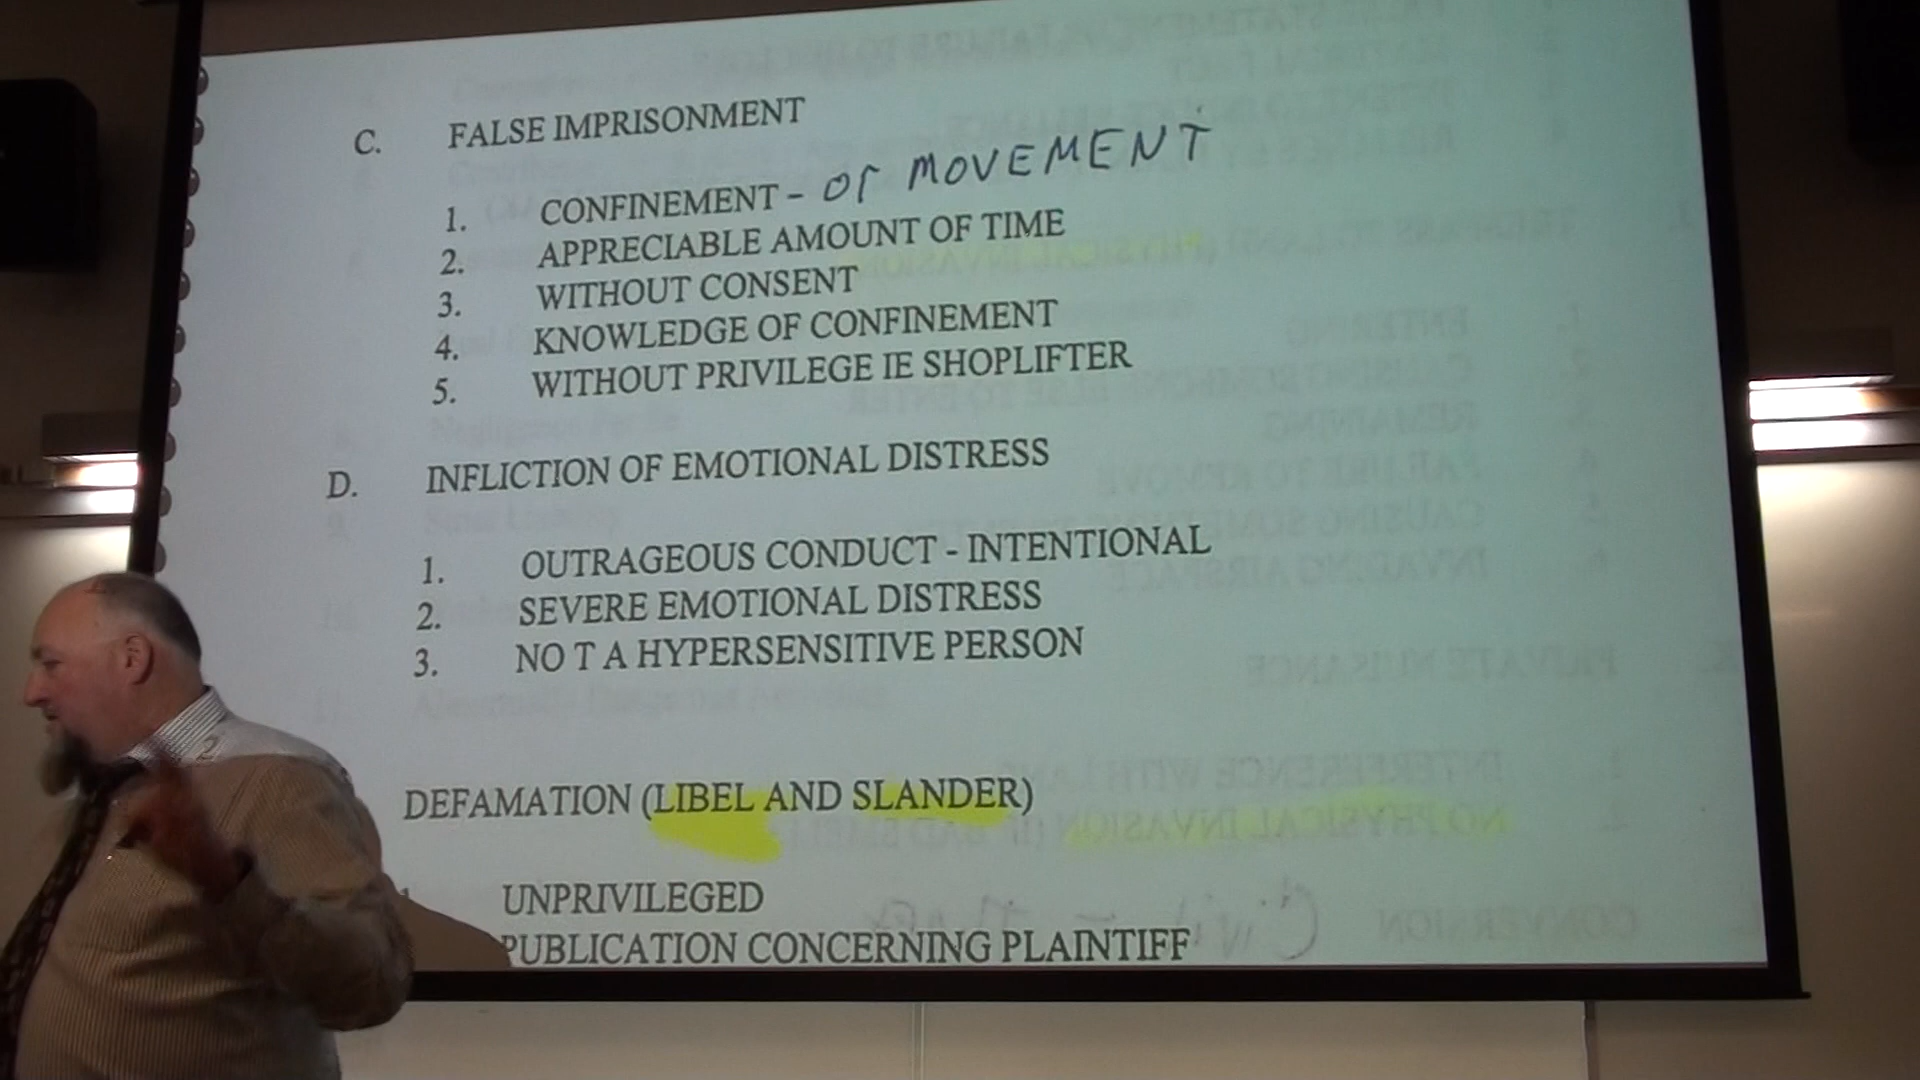 C. FALSE IMPRISONMENT
1. CONFINEMENT - or MOVEMENT
2. APPRECIABLE AMOUNT OF TIME
3. WITHOUT CONSENT
4. KNOWLEDGE OF CONFINEMENT
5. WITHOUT PRIVILEGE IE SHOPLIFTER
D. INFLICTION OF EMOTIONAL DISTRESS
1. OUTRAGEOUS CONDUCT - INTENTIONAL
2. SEVERE EMOTIONAL DISTRESS
3. NO T A HYPERSENSITIVE PERSON
DEFAMATION (LIBEL AND SLANDER)
UNPRIVILEGED
PUBLICATION CONCERNING PLAINTIFF